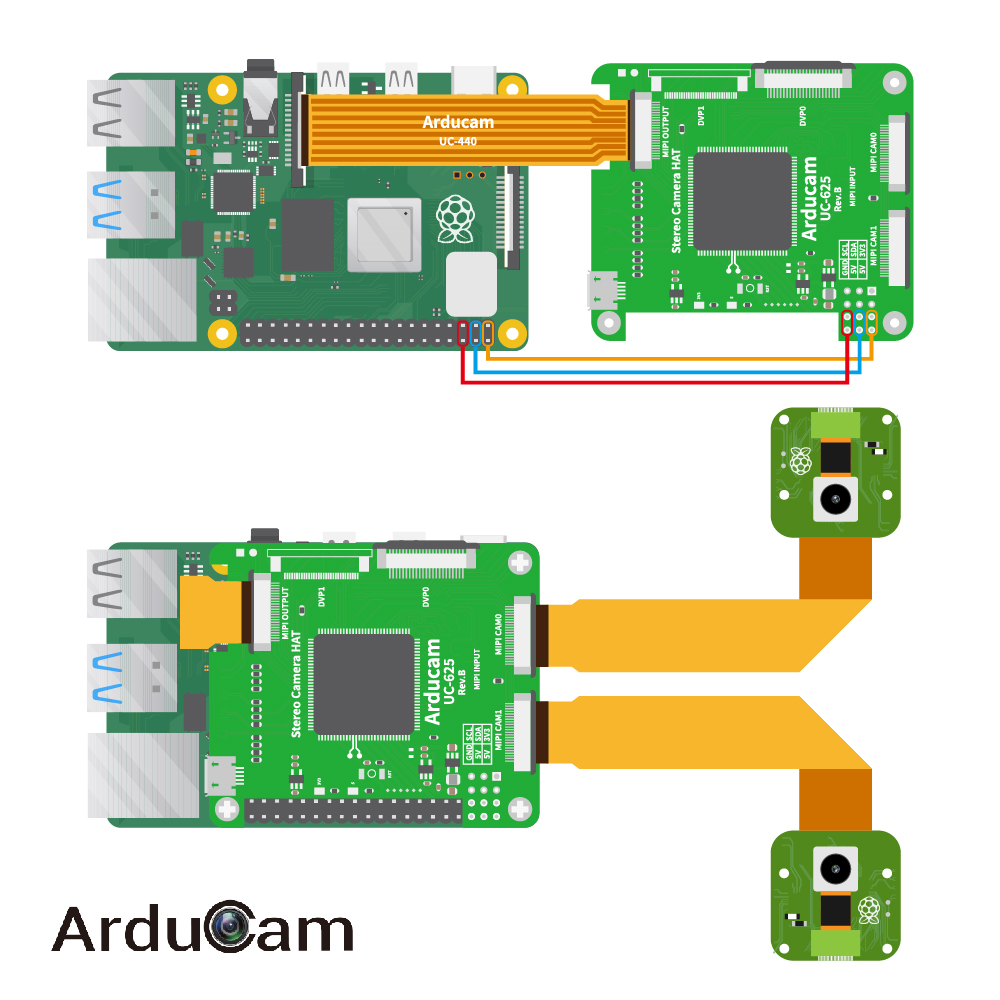 Arducam
UC-440
MIPI OUTPUT
DVP1
DVP0
MIPI CAM0
Stereo Camera HAT
Arducam
UC-625
Rev.B
MIPI INPUT
MIPI CAM1
GND SCL
5V SDA
5V 3V3
MIPI OUTPUT
DVP1
DVP0
MIPI CAM0
Stereo Camera HAT
Arducam
UC-625
Rev.B
MIPI INPUT
MIPI CAM1
GND SCL
5V SDA
5V 3V3
ArduCam